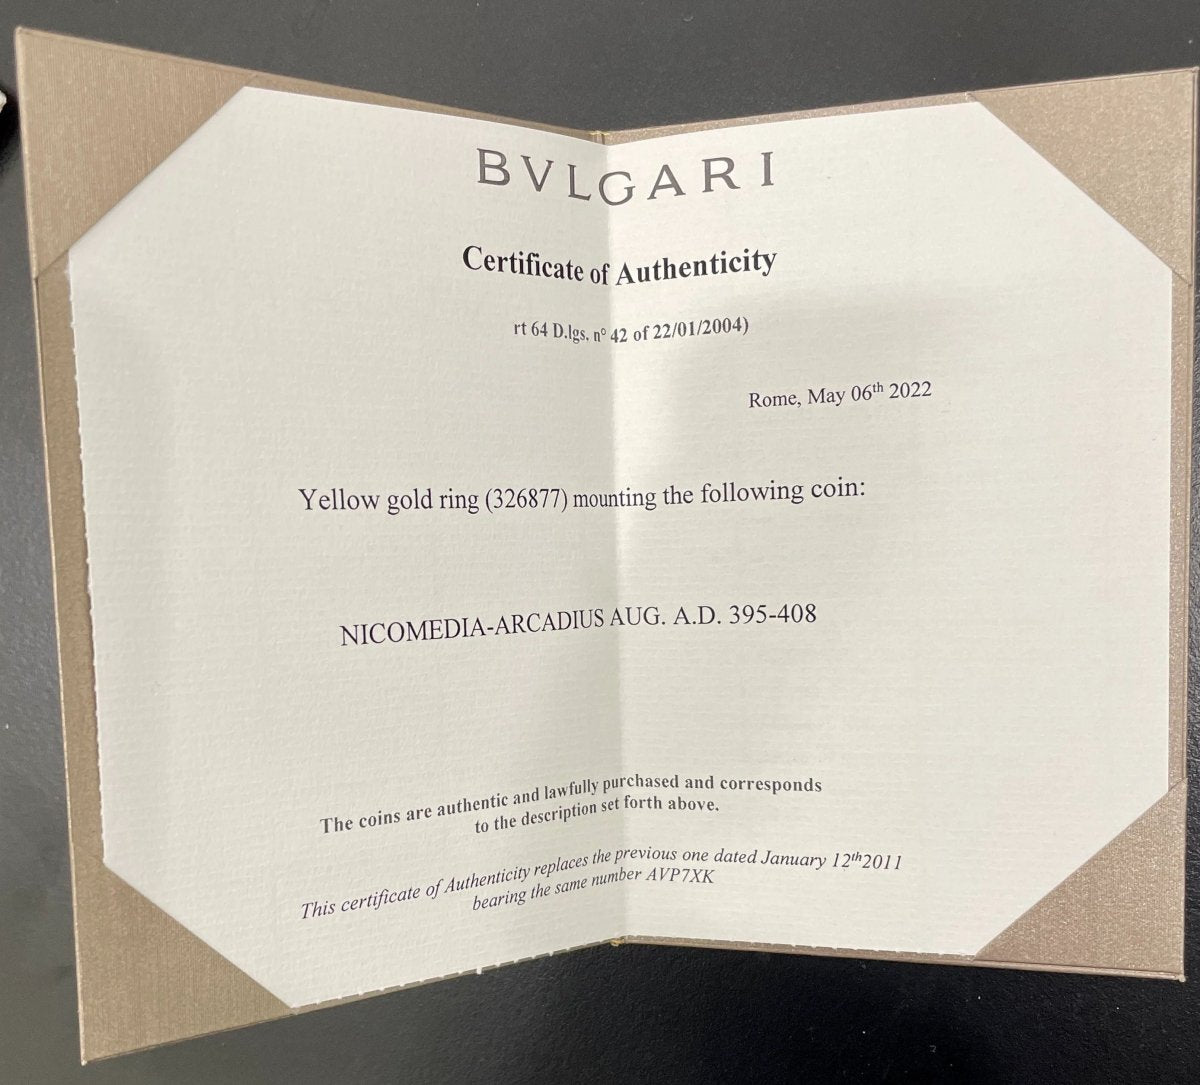 BVLGARI
Certificate of Authenticity
rt 64 D.lgs. n° 42 of 22/01/2004)
Rome, May 06th 2022
Yellow gold ring (326877) mounting the following coin:
NICOMEDIA-ARCADIUS AUG. A.D. 395-408
The coins are authentic and lawfully purchased and corresponds
to the description set forth above.
This certificate of Authenticity replaces the previous one dated January 12th2011
bearing the same number AVP7XK